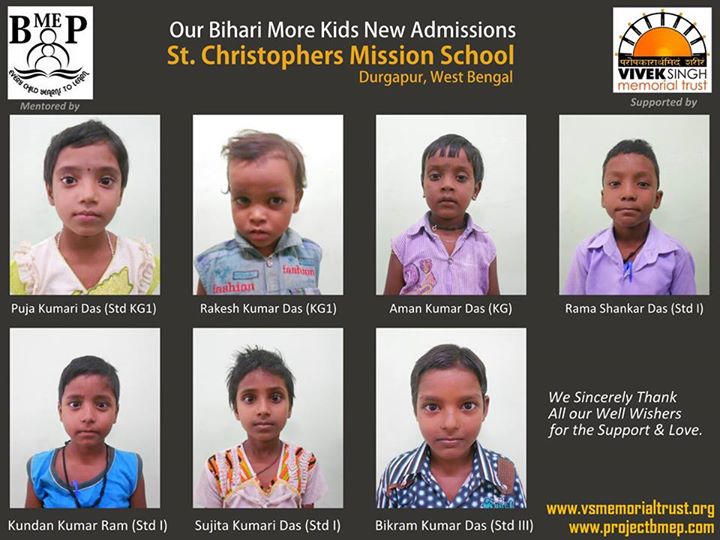 B ME P
EVERY CHILD YEARNS TO LEARN
Mentored by
Our Bihari More Kids New Admissions
St. Christophers Mission School
Durgapur, West Bengal
परोपकारार्थमिदं शरीरं
VIVEK SINGH
memorial trust
Supported by
fashion
fashion
Puja Kumari Das (Std KG1)
Rakesh Kumar Das (KG1)
Aman Kumar Das (KG)
Rama Shankar Das (Std I)
Kundan Kumar Ram (Std I)
Sujita Kumari Das (Std I)
Bikram Kumar Das (Std III)
We Sincerely Thank
All our Well Wishers
for the Support & Love.
www.vsmemorialtrust.org
www.projectbmep.com